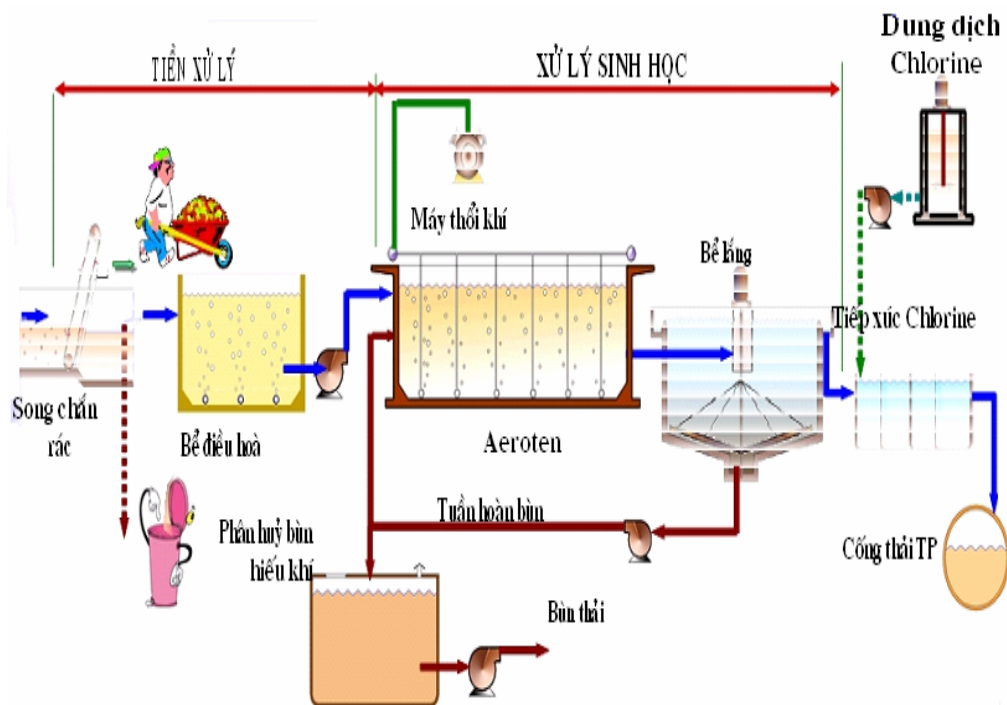 Dung dịch
Chlorine
TIỀN XỬ LÝ
XỬ LÝ SINH HỌC
Máy thổi khí
Bể lắng
Tiếp xúc Chlorine
Song chắn
rác
Bể điều hoà
Aeroten
Tuần hoàn bùn
Phân huỷ bùn
hiếu khí
Cống thải TP
Bùn thải